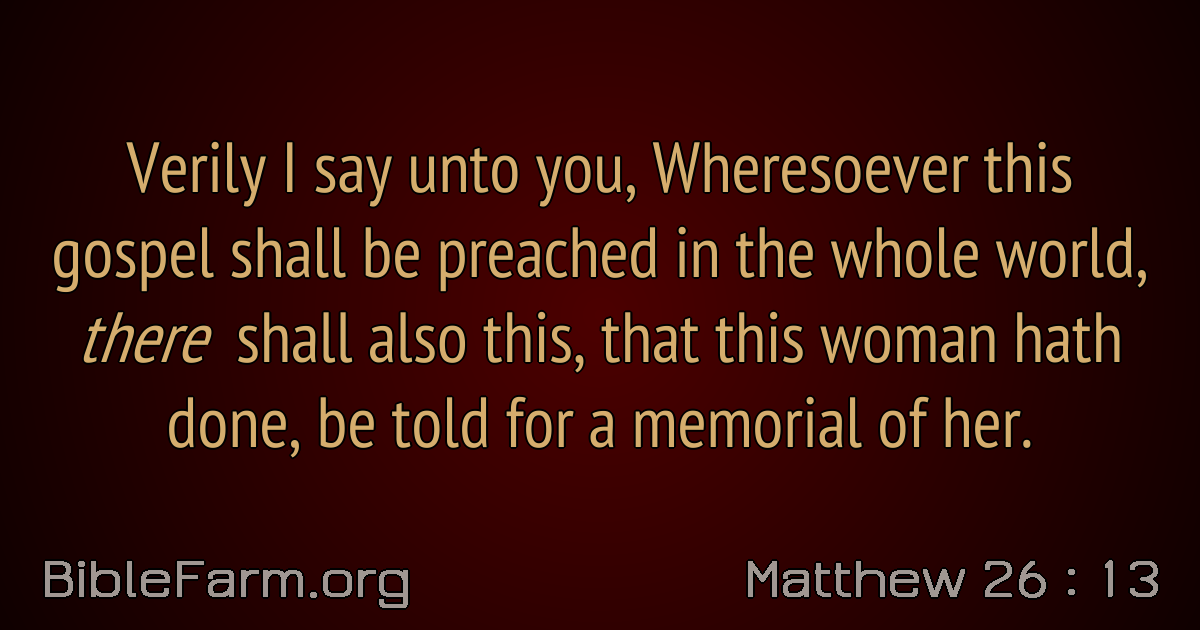 Verily I say unto you, Wheresoever this
gospel shall be preached in the whole world,
there shall also this, that this woman hath
done, be told for a memorial of her.
BibleFarm.org
Matthew 26 : 13